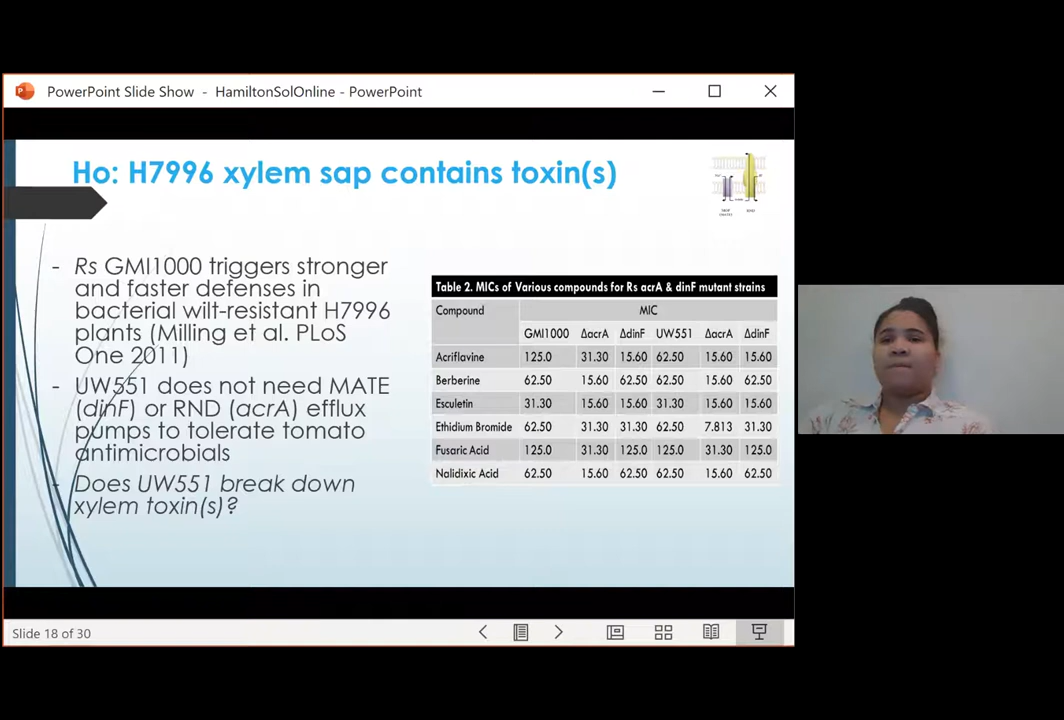 PowerPoint Slide Show - HamiltonSolOnline - PowerPoint
Ho: H7996 xylem sap contains toxin(s)
- Rs GMI1000 triggers stronger
and faster defenses in
bacterial wilt-resistant H7996
plants (Milling et al. PLoS
One 2011)
- UW551 does not need MATE
(dinF) or RND (acrA) efflux
pumps to tolerate tomato
antimicrobials
- Does UW551 break down
xylem toxin(s)?
Table 2. MICs of Various compounds for Rs acrA & dinF mutant strains
Compound MIC
GMI1000 ΔacrA ΔdinF UW551 ΔacrA ΔdinF
Acriflavine 125.0 31.30 15.60 62.50 15.60 15.60
Berberine 62.50 15.60 62.50 62.50 15.60 62.50
Esculetin 31.30 15.60 15.60 31.30 15.60 15.60
Ethidium Bromide 62.50 31.30 31.30 62.50 7.813 31.30
Fusaric Acid 125.0 31.30 125.0 125.0 31.30 125.0
Nalidixic Acid 62.50 15.60 62.50 62.50 15.60 62.50
Slide 18 of 30